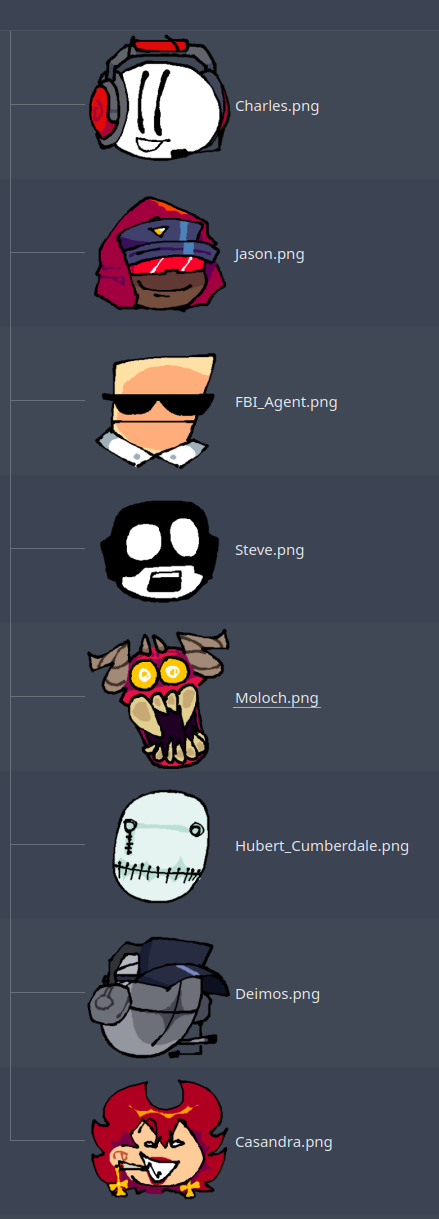 Charles.png
Jason.png
FBI_Agent.png
Steve.png
Moloch.png
Hubert_Cumberdale.png
Deimos.png
Casandra.png